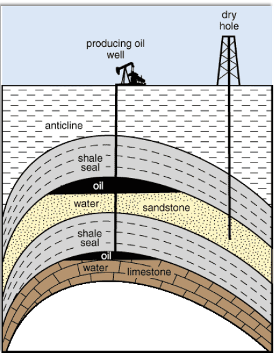 dry
hole
producing oil
well
anticline
shale
seal
oil
water
sandstone
shale
seal
oil
water
limestone